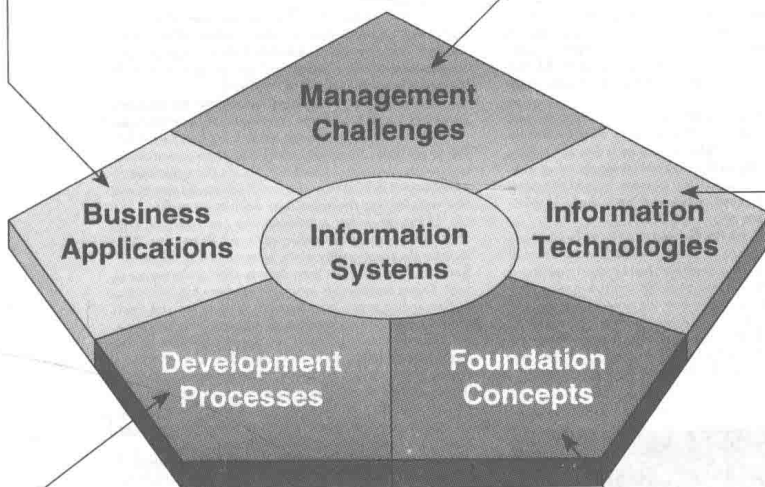 Management
Challenges
Business
Applications
Information
Systems
Information
Technologies
Development
Processes
Foundation
Concepts